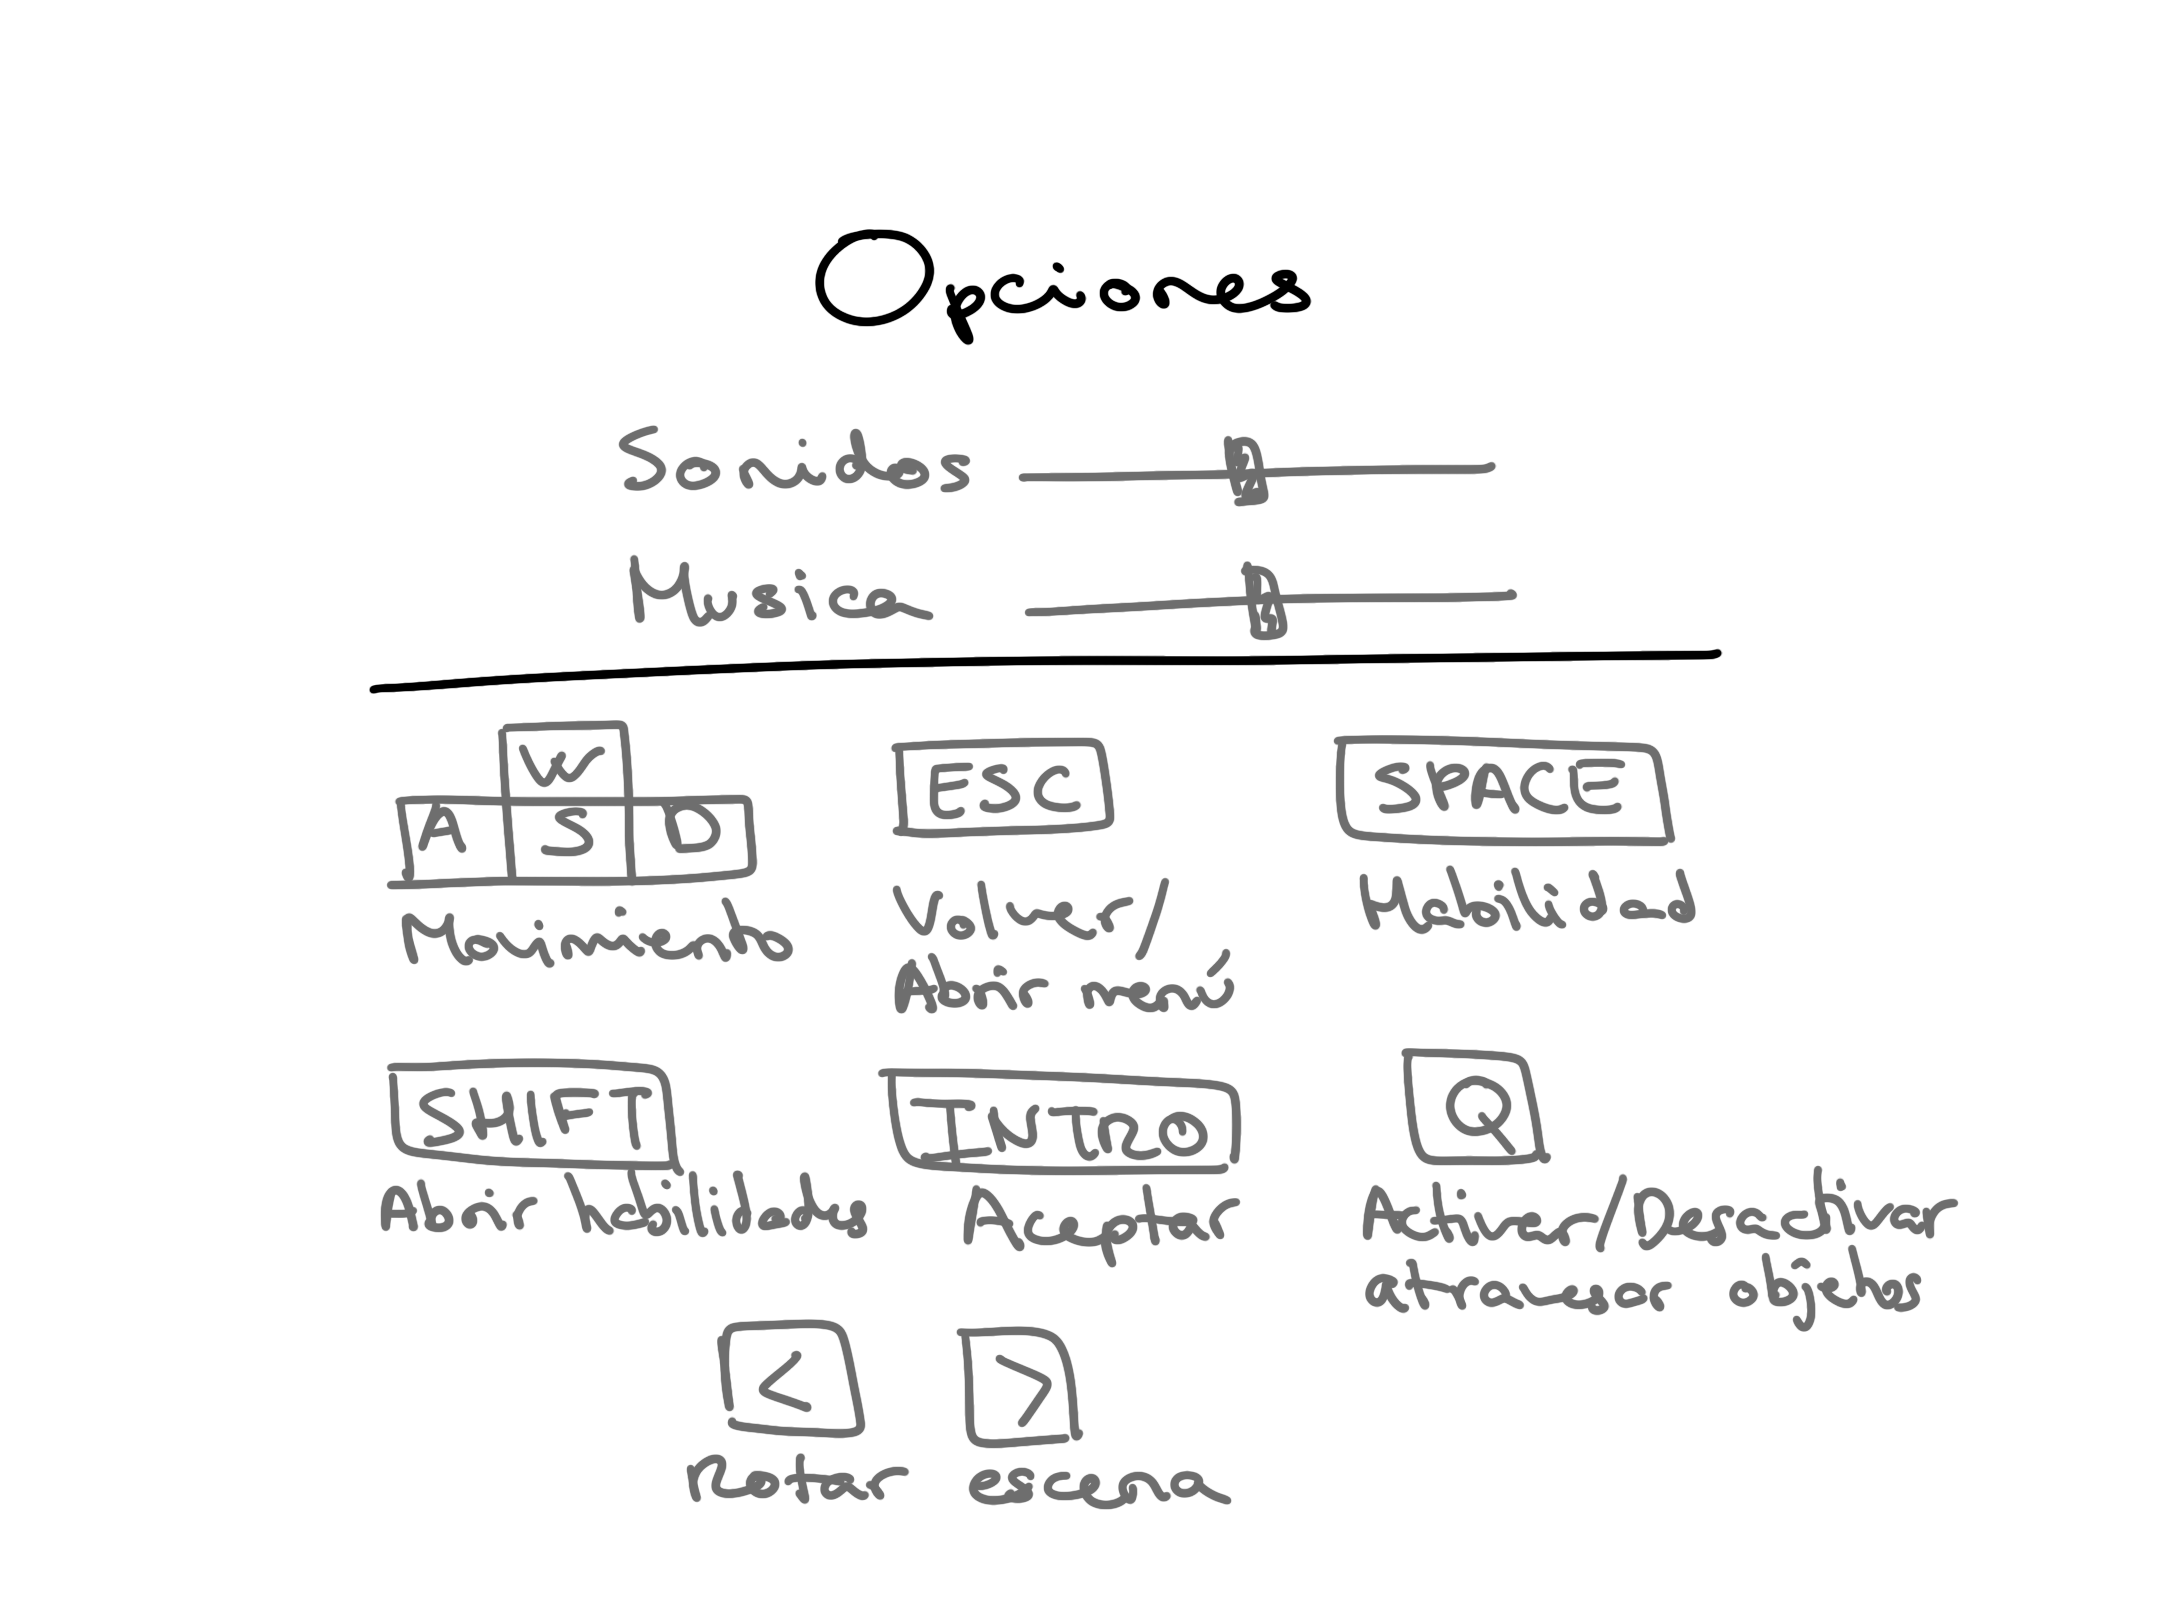 Opciones
Sonidos
Musica
W
A S D
ESC
SPACE
Movimiento
Volver/
Abrir menú
Habilidad
SHIFT
INTRO
Q
Abrir habilidades
Aceptar
Activar/Desactivar
atravesar objetos
< >
Rotar escena